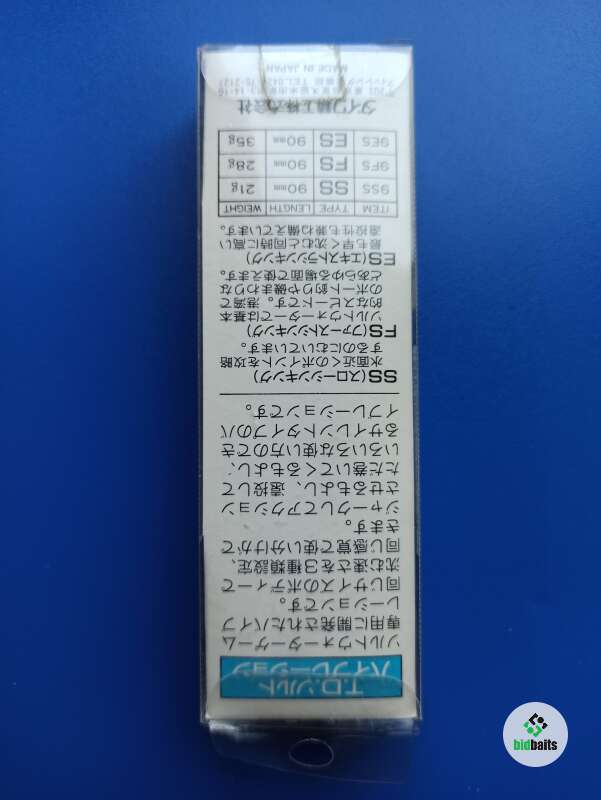 T.D.ソルト
バイブレーション
ソルトウォーターゲーム
専用に開発されたバイブ
レーションです。
同じサイズのボディーで
沈む速さを3種類設定、
同じ感覚で使い分けがで
きます。
ジャークしてアクション
させるもよし、遠投して
ただ巻いてくるもよし、
いろいろな使い方のでき
るサイレントタイプのバ
イブレーションです。
SS(スローシンキング)
水面近くのポイントを攻略
するのにむいています。
FS(ファーストシンキング)
ソルトウォーターでは基本
的なスピードです。港湾で
のボート釣りや磯まわりな
どあらゆる場面で使えます。
ES(エキストラシンキング)
最も早く沈むと同時に高い
遠投性も兼ね備えています。
ITEM TYPE LENGTH WEIGHT
9SS SS 90mm 21g
9FS FS 90mm 28g
9ES ES 90mm 35g
ダイワ精工株式会社
MADE IN JAPAN
bidbaits